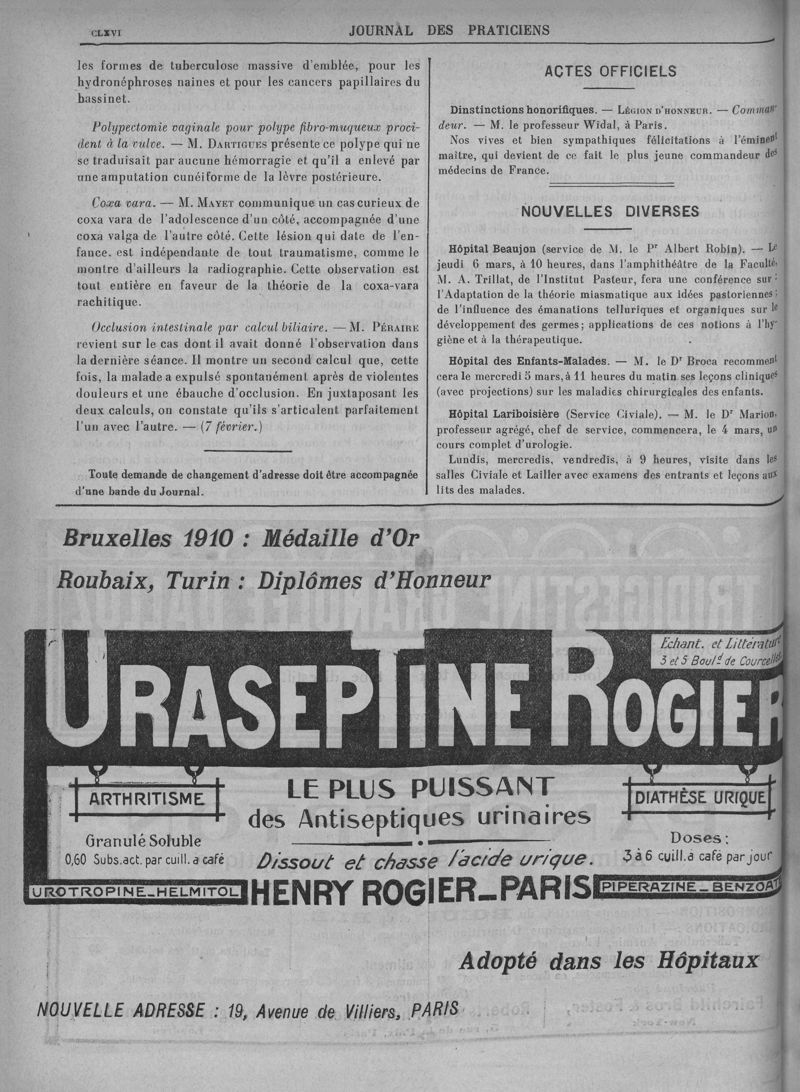 CLXVI
JOURNAL DES PRATICIENS
les formes de tuberculose massive d'emblée, pour les
hydronéphroses naines et pour les cancers papillaires du
bassinet.
Polypectomie vaginale pour polype fibro-muqueux proci-
dent à la vulve. — M. DARTIGUES présente ce polype qui ne
se traduisait par aucune hémorragie et qu'il a enlevé par
une amputation cunéiforme de la lèvre postérieure.
Coxa vara. — M. MAYET communique un cas curieux de
coxa vara de l'adolescence d'un côté, accompagnée d'une
coxa valga de l'autre côté. Cette lésion qui date de l'en-
fance. est indépendante de tout traumatisme, comme le
montre d'ailleurs la radiographie. Cette observation est
tout entière en faveur de la théorie de la coxa-vara
rachitique.
Occlusion intestinale par calcul biliaire. — M. PÉRAIRE
revient sur le cas dont il avait donné l'observation dans
la dernière séance. Il montre un second calcul que, cette
fois, la malade a expulsé spontanément après de violentes
douleurs et une ébauche d'occlusion. En juxtaposant les
deux calculs, on constate qu'ils s'articulent parfaitement
l'un avec l'autre. — (7 février.)
Toute demande de changement d'adresse doit être accompagnée
d'une bande du Journal.
ACTES OFFICIELS
Dinstinctions honorifiques. — LÉGION D'HONNEUR. — Comman-
deur. — M. le professeur Widal, à Paris.
Nos vives et bien sympathiques félicitations à l'éminent
maître, qui devient de ce fait le plus jeune commandeur des
médecins de France.
NOUVELLES DIVERSES
Hôpital Beaujon (service de M. le Pr Albert Robin). — Le
jeudi 6 mars, à 10 heures, dans l'amphithéâtre de la Faculté,
M. A. Trillat, de l'Institut Pasteur, fera une conférence sur :
l'Adaptation de la théorie miasmatique aux idées pastoriennes ;
de l'influence des émanations telluriques et organiques sur le
développement des germes ; applications de ces notions à l'hy-
giène et à la thérapeutique.
Hôpital des Enfants-Malades. — M. le Dr Broca recommen
cera le mercredi 5 mars, à 11 heures du matin ses leçons cliniques
(avec projections) sur les maladies chirurgicales des enfants.
Hôpital Lariboisière (Service Civiale). — M. le Dr Marion,
professeur agrégé, chef de service, commencera, le 4 mars, un
cours complet d'urologie.
Lundis, mercredis, vendredis, à 9 heures, visite dans les
salles Civiale et Lailler avec examens des entrants et leçons aux
lits des malades.
Bruxelles 1910 : Médaille d'Or
Roubaix, Turin : Diplômes d'Honneur
Echant. et Littérature
3 et 5 Boul.d de Courcelles
URASEPTINE ROGIER
ARTHRITISME
LE PLUS PUISSANT
des Antiseptiques urinaires
DIATHÈSE URIQUE
Granulé Soluble
0,60 Subs. act. par cuill. à café
Dissout et chasse l'acide urique.
Doses :
3 à 6 cuill. à café par jour
UROTROPINE_HELMITOL
HENRY ROGIER_PARIS
PIPERAZINE_BENZOAT
Adopté dans les Hôpitaux
NOUVELLE ADRESSE : 19, Avenue de Villiers, PARIS